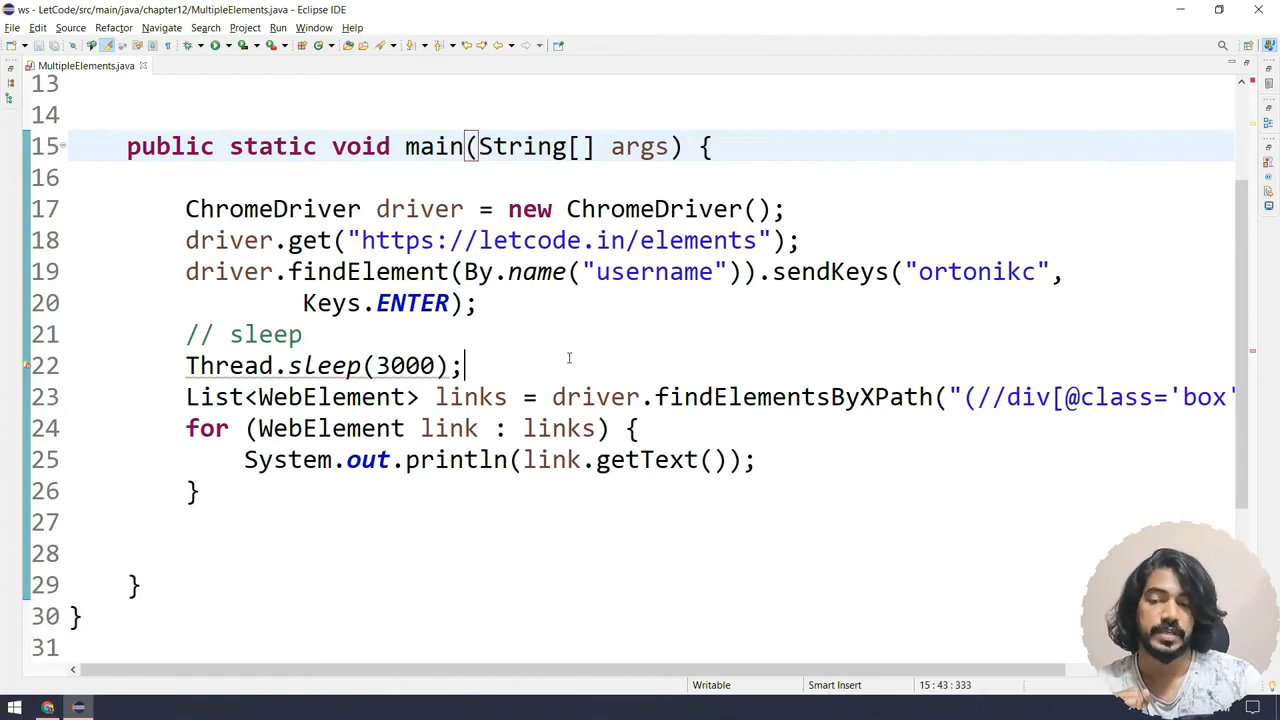 ws - LetCode/src/main/java/chapter12/MultipleElements.java - Eclipse IDE
File Edit Source Refactor Navigate Search Project Run Window Help
MultipleElements.java
13
14
15 public static void main(String[] args) {
16
17 ChromeDriver driver = new ChromeDriver();
18 driver.get("https://letcode.in/elements");
19 driver.findElement(By.name("username")).sendKeys("ortonikc",
20 Keys.ENTER);
21 // sleep
22 Thread.sleep(3000);
23 List<WebElement> links = driver.findElementsByXPath("(//div[@class='box'
24 for (WebElement link : links) {
25 System.out.println(link.getText());
26 }
27
28
29 }
30 }
31
Writable Smart Insert 15 : 43 : 333